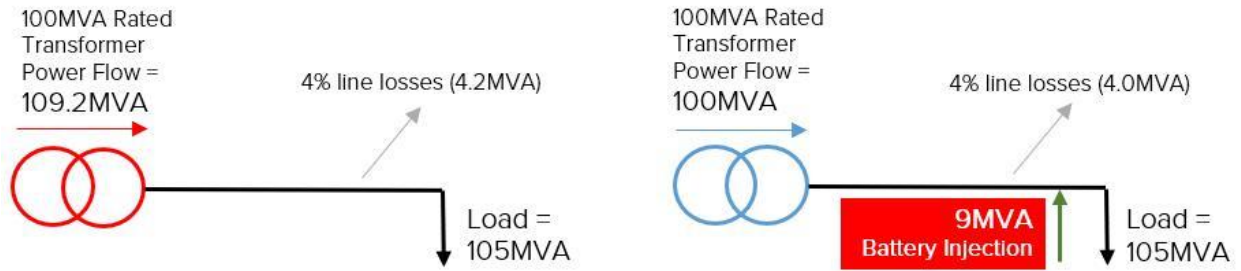 100MVA Rated
Transformer
Power Flow =
109.2MVA
4% line losses (4.2MVA)
Load =
105MVA
100MVA Rated
Transformer
Power Flow =
100MVA
4% line losses (4.0MVA)
9MVA
Battery Injection
Load =
105MVA